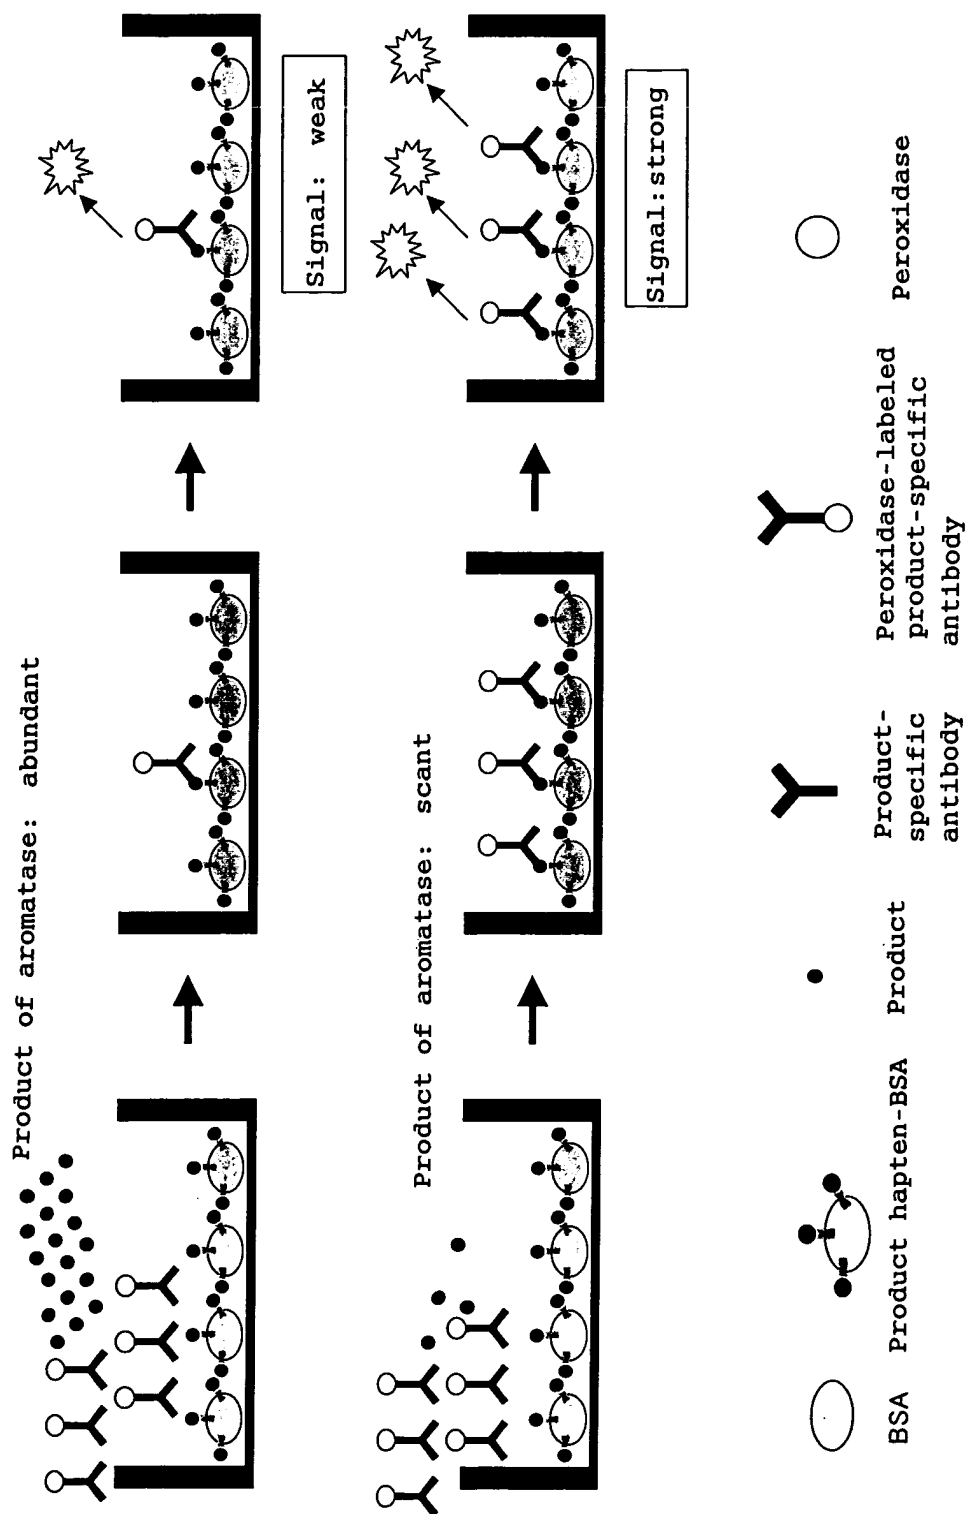 Product of aromatase: abundant
Signal: weak
Product of aromatase: scant
Signal:strong
BSA
Product hapten-BSA
Product
Product-
specific
antibody
Peroxidase-labeled
product-specific
antibody
Peroxidase